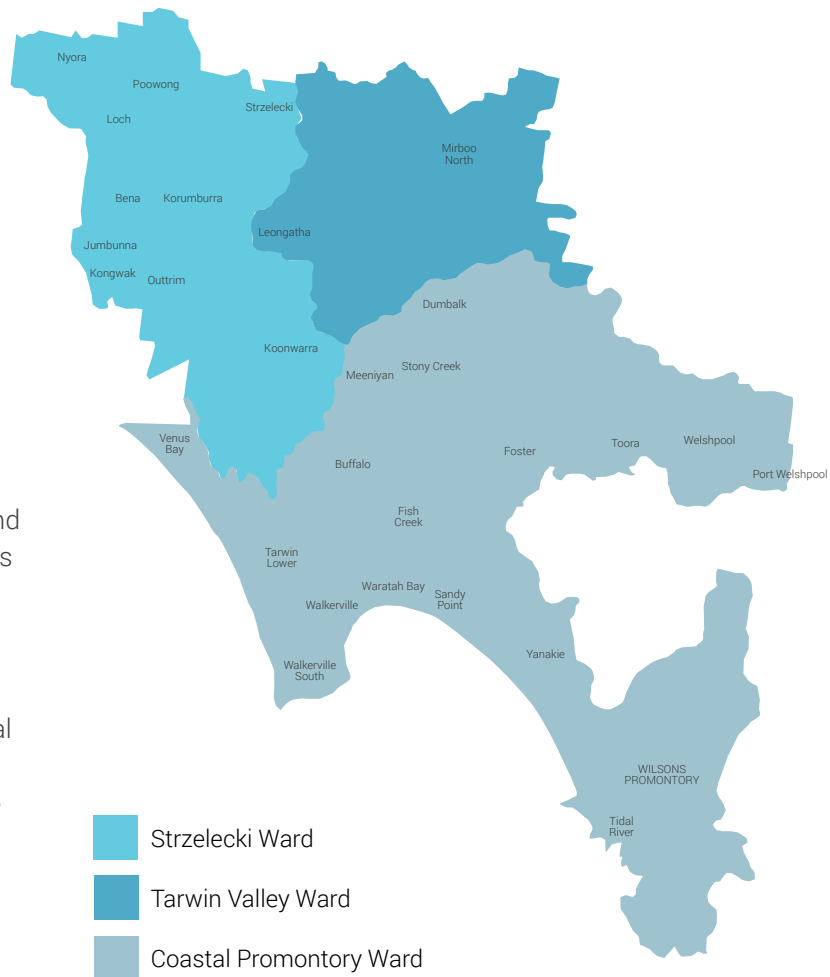 Nyora
Poowong
Strzelecki
Loch
Mirboo
North
Bena
Korumburra
Leongatha
Jumbunna
Kongwak
Outtrim
Dumbalk
Koonwarra
Stony Creek
Meeniyan
Venus
Bay
Buffalo
Foster
Toora
Welshpool
Port Welshpool
Fish
Creek
nd
s
Tarwin
Lower
Waratah Bay
Sandy
Point
Walkerville
Yanakie
Walkerville
South
al
WILSONS
PROMONTORY
Tidal
River
Strzelecki Ward
Tarwin Valley Ward
Coastal Promontory Ward